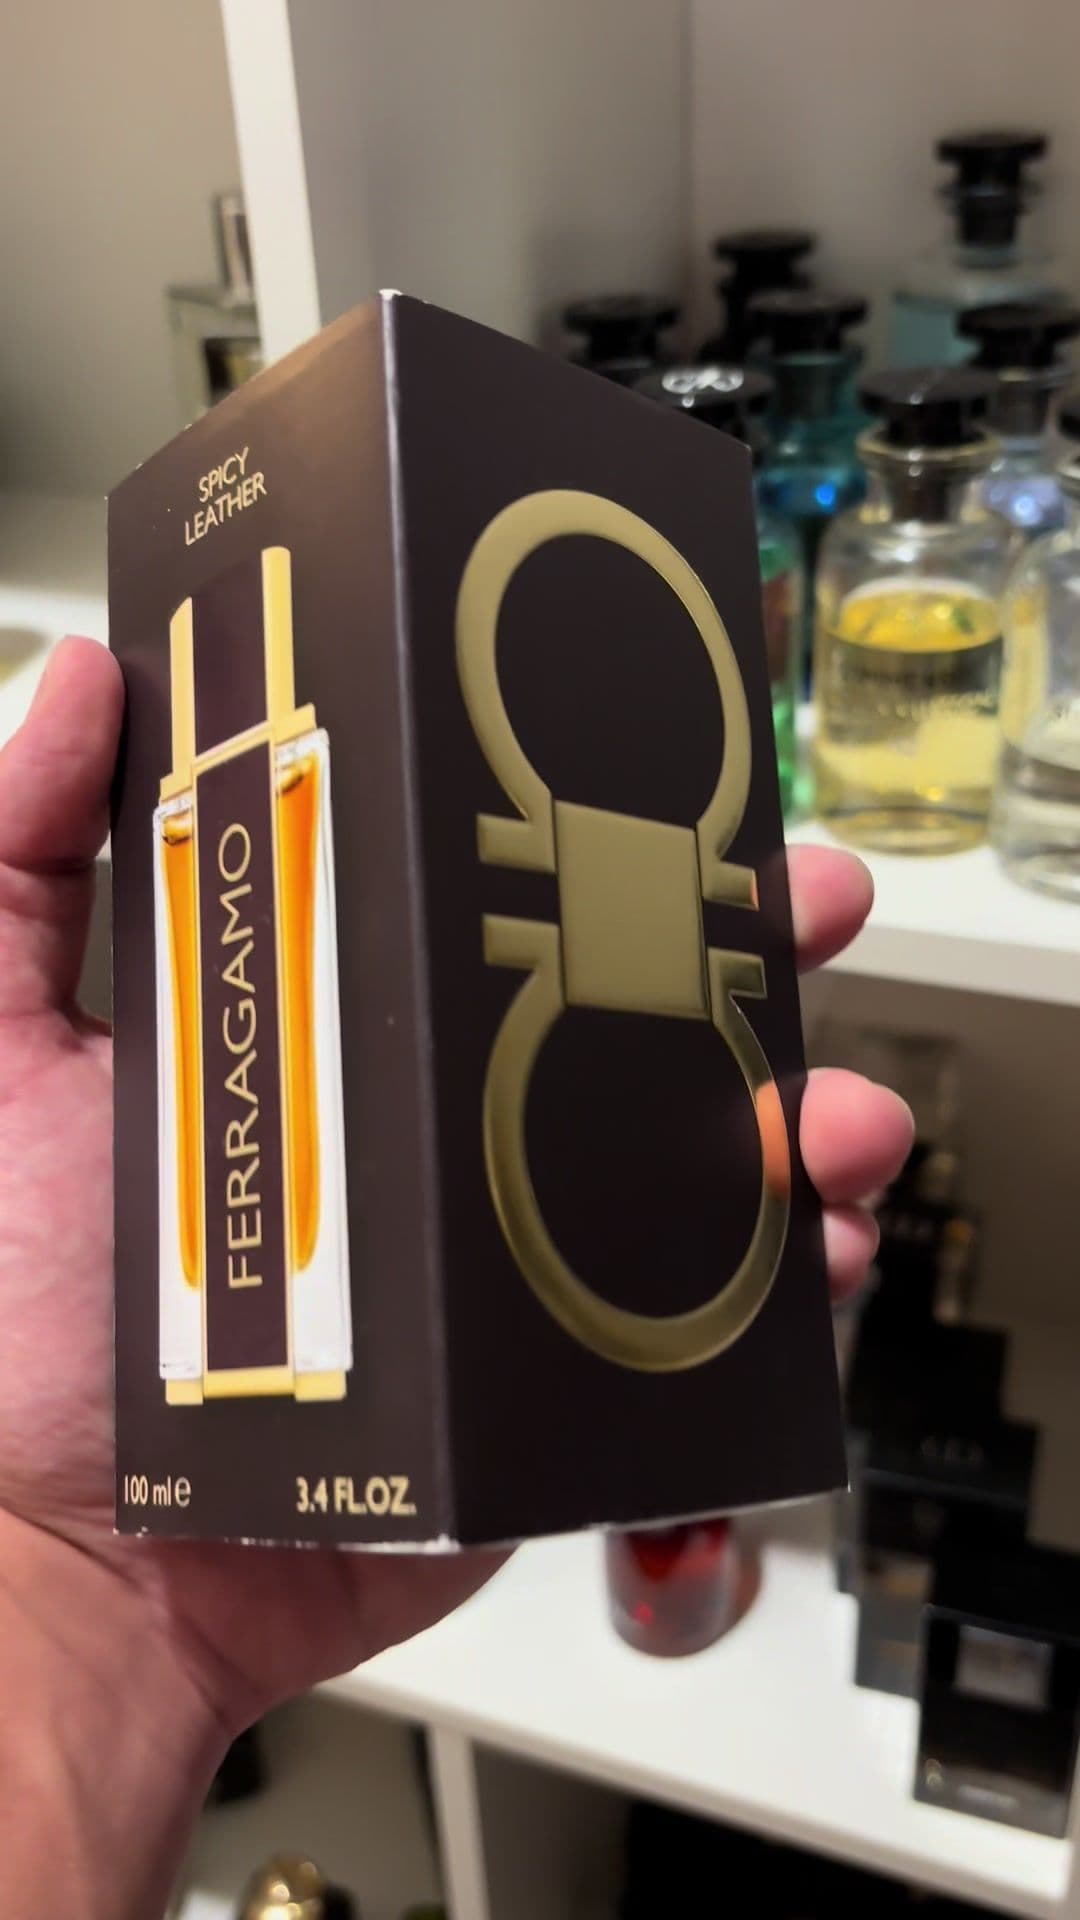 SPICY
LEATHER
FERRAGAMO
100 ml e
3.4 FL.OZ.